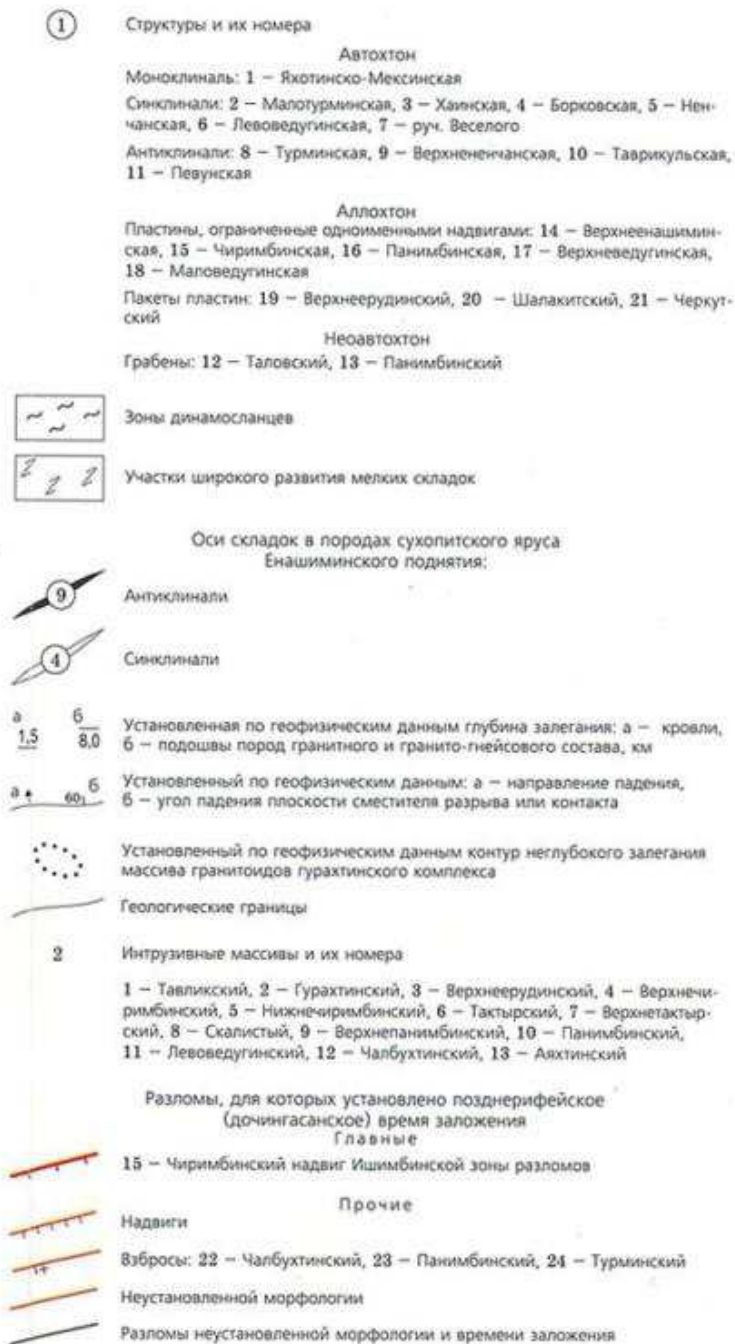 1 Структуры и их номера
Автохтон
Моноклиналь: 1 – Яхотинско-Мексинская
Синклинали: 2 – Малотурминская, 3 – Хаинская, 4 – Борковская, 5 – Нен-
чанская, 6 – Левоведугинская, 7 – руч. Веселого
Антиклинали: 8 – Турминская, 9 – Верхнененчанская, 10 – Таврикульская,
11 – Певунская
Аллохтон
Пластины, ограниченные одноименными надвигами: 14 – Верхнеенашимин-
ская, 15 – Чиримбинская, 16 – Панимбинская, 17 – Верхневедугинская,
18 – Маловедугинская
Пакеты пластин: 19 – Верхнеерудинский, 20 – Шалакитский, 21 – Черкут-
ский
Неоавтохтон
Грабены: 12 – Таловский, 13 – Панимбинский
Зоны динамосланцев
Участки широкого развития мелких складок
Оси складок в породах сухопитского яруса
Енашиминского поднятия:
9 Антиклинали
4 Синклинали
а б
1,5 8,0
Установленная по геофизическим данным глубина залегания: а – кровли,
б – подошвы пород гранитного и гранито-гнейсового состава, км
а 60 б
Установленный по геофизическим данным: а – направление падения,
б – угол падения плоскости сместителя разрыва или контакта
Установленный по геофизическим данным контур неглубокого залегания
массива гранитоидов гурахтинского комплекса
Геологические границы
2 Интрузивные массивы и их номера
1 – Тавликский, 2 – Гурахтинский, 3 – Верхнеерудинский, 4 – Верхнечи-
римбинский, 5 – Нижнечиримбинский, 6 – Тактырский, 7 – Верхнетактыр-
ский, 8 – Скалистый, 9 – Верхнепанимбинский, 10 – Панимбинский,
11 – Левоведугинский, 12 – Чалбухтинский, 13 – Аяхтинский
Разломы, для которых установлено позднерифейское
(дочингасанское) время заложения
Главные
15 – Чиримбинский надвиг Ишимбинской зоны разломов
Прочие
Надвиги
Взбросы: 22 – Чалбухтинский, 23 – Панимбинский, 24 – Турминский
Неустановленной морфологии
Разломы неустановленной морфологии и времени заложения